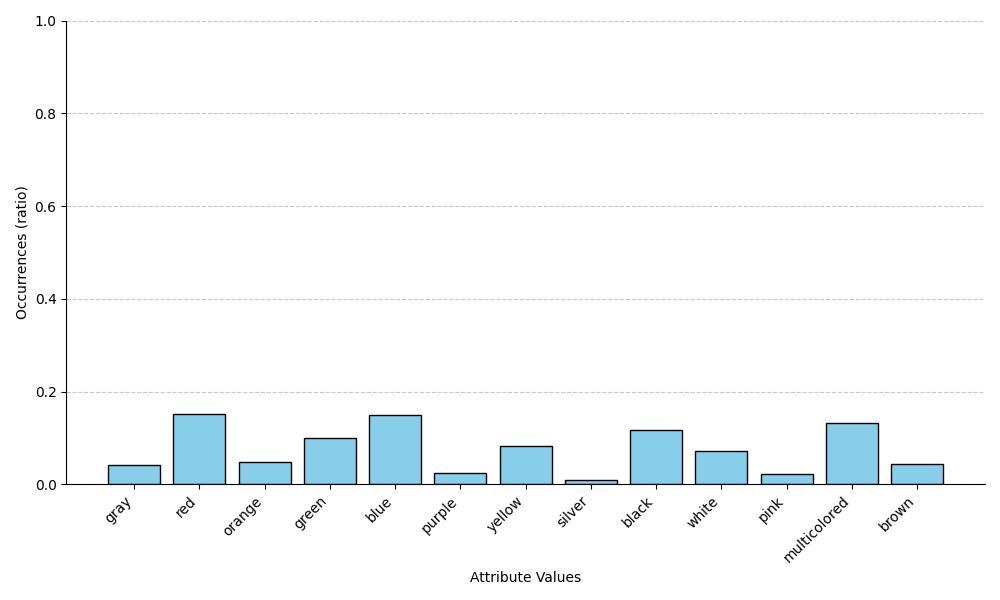 1.0
0.8
0.6
0.4
0.2
0.0
Occurrences (ratio)
gray
red
orange
green
blue
purple
yellow
silver
black
white
pink
multicolored
brown
Attribute Values